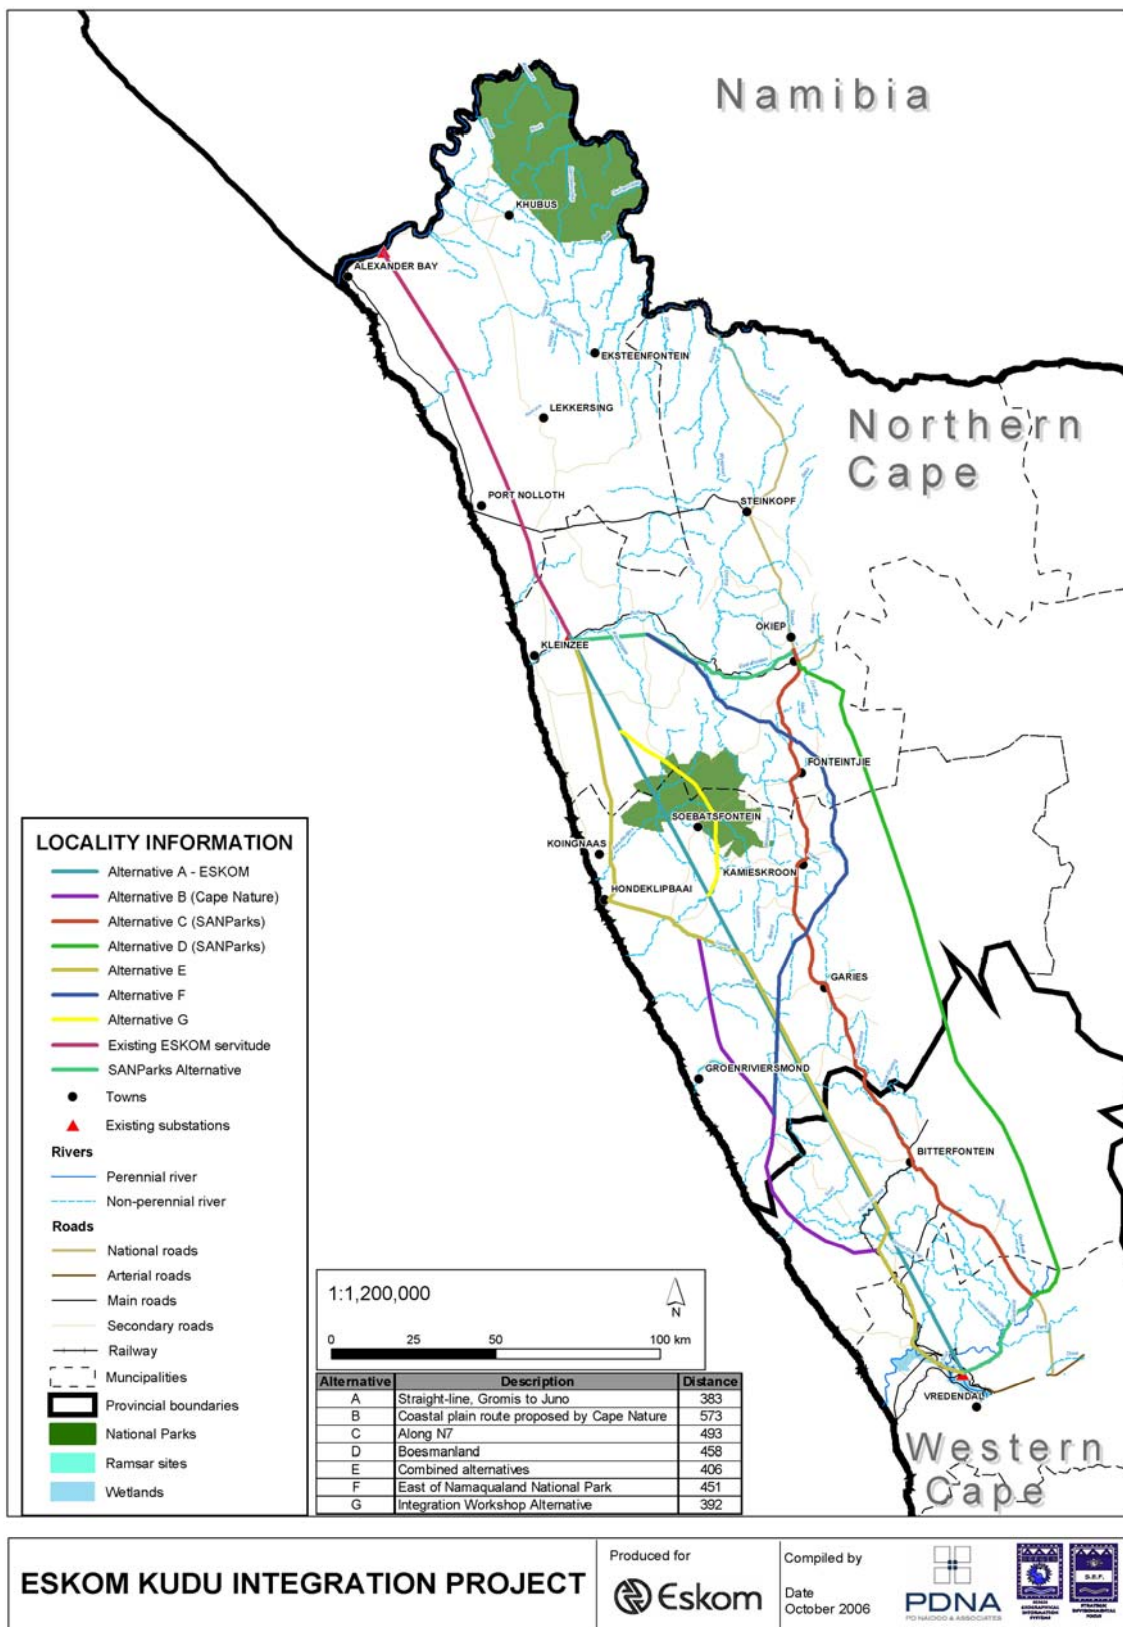 Namibia
KHUBUS
ALEXANDER BAY
EKSTEENFONTEIN
LEKKERSING
Northern
Cape
PORT NOLLOTH
STEINKOPF
OKIEP
KLEINZEE
FONTEINTJIE
SOEBATSFONTEIN
KOINGNAAS
KAMIESKROON
HONDEKLIPBAAI
GARIES
GROENRIVIERSMOND
BITTERFONTEIN
VREDENDAL
Western
Cape
LOCALITY INFORMATION
Alternative A - ESKOM
Alternative B (Cape Nature)
Alternative C (SANParks)
Alternative D (SANParks)
Alternative E
Alternative F
Alternative G
Existing ESKOM servitude
SANParks Alternative
Towns
Existing substations
Rivers
Perennial river
Non-perennial river
Roads
National roads
Arterial roads
Main roads
Secondary roads
Railway
Muncipalities
Provincial boundaries
National Parks
Ramsar sites
Wetlands
1:1,200,000
N
0 25 50 100 km
Alternative Description Distance
A Straight-line, Gromis to Juno 383
B Coastal plain route proposed by Cape Nature 573
C Along N7 493
D Boesmanland 458
E Combined alternatives 406
F East of Namaqualand National Park 451
G Integration Workshop Alternative 392
ESKOM KUDU INTEGRATION PROJECT
Produced for
Eskom
Compiled by
Date
October 2006
PDNA
PD NAIDOO & ASSOCIATES
S.E.F.
STRATEGIC
ENVIRONMENTAL
FOCUS